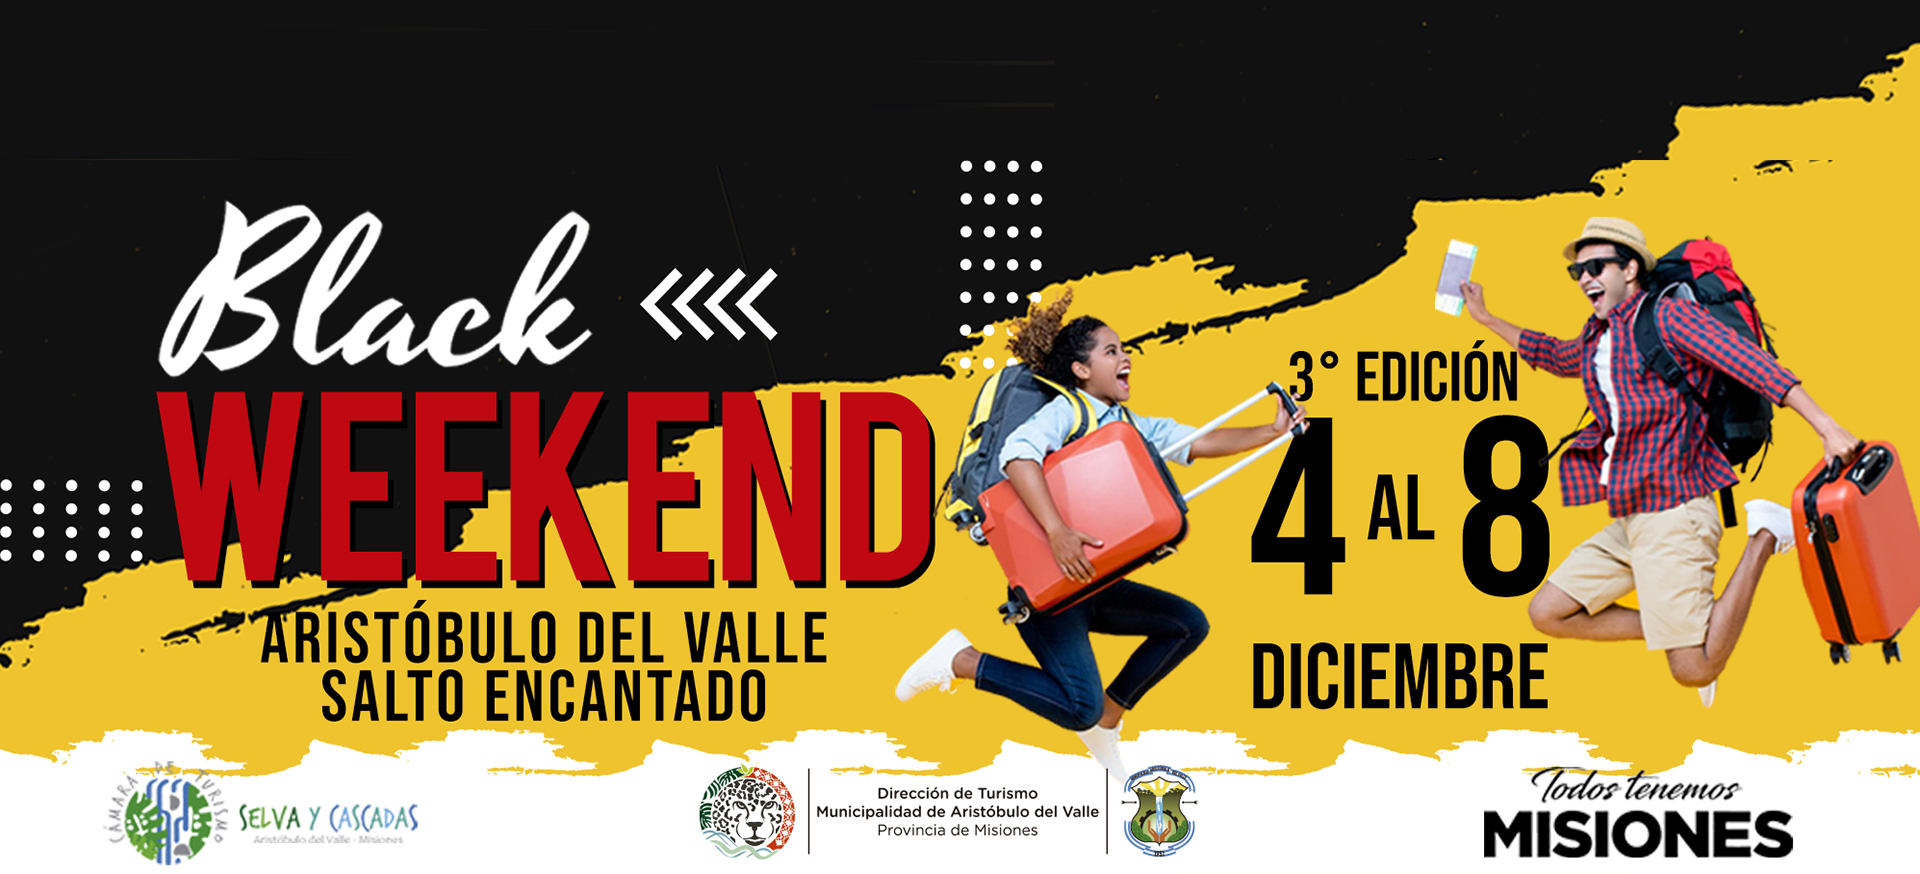 Black
WEEKEND
ARISTÓBULO DEL VALLE
SALTO ENCANTADO
3° EDICIÓN
4 AL 8
DICIEMBRE
CÁMARA DE TURISMO
SELVA Y CASCADAS
Aristóbulo del Valle - Misiones
Dirección de Turismo
Municipalidad de Aristóbulo del Valle
Provincia de Misiones
Todos tenemos
MISIONES